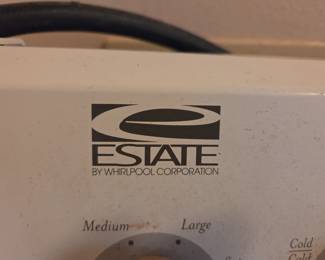 ESTATE
BY WHIRLPOOL CORPORATION
Medium Large
Cold
Cold